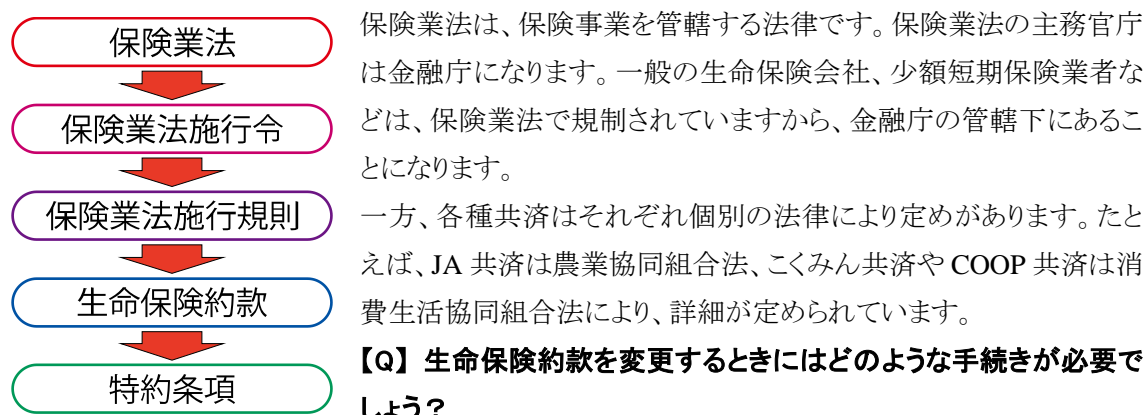 保険業法
保険業法施行令
保険業法施行規則
生命保険約款
特約条項
保険業法は、保険事業を管轄する法律です。保険業法の主務官庁
は金融庁になります。一般の生命保険会社、少額短期保険業者な
どは、保険業法で規制されていますから、金融庁の管轄下にあるこ
とになります。
一方、各種共済はそれぞれ個別の法律により定めがあります。たと
えば、JA 共済は農業協同組合法、こくみん共済や COOP 共済は消
費生活協同組合法により、詳細が定められています。
【Q】 生命保険約款を変更するときにはどのような手続きが必要で
しょう？